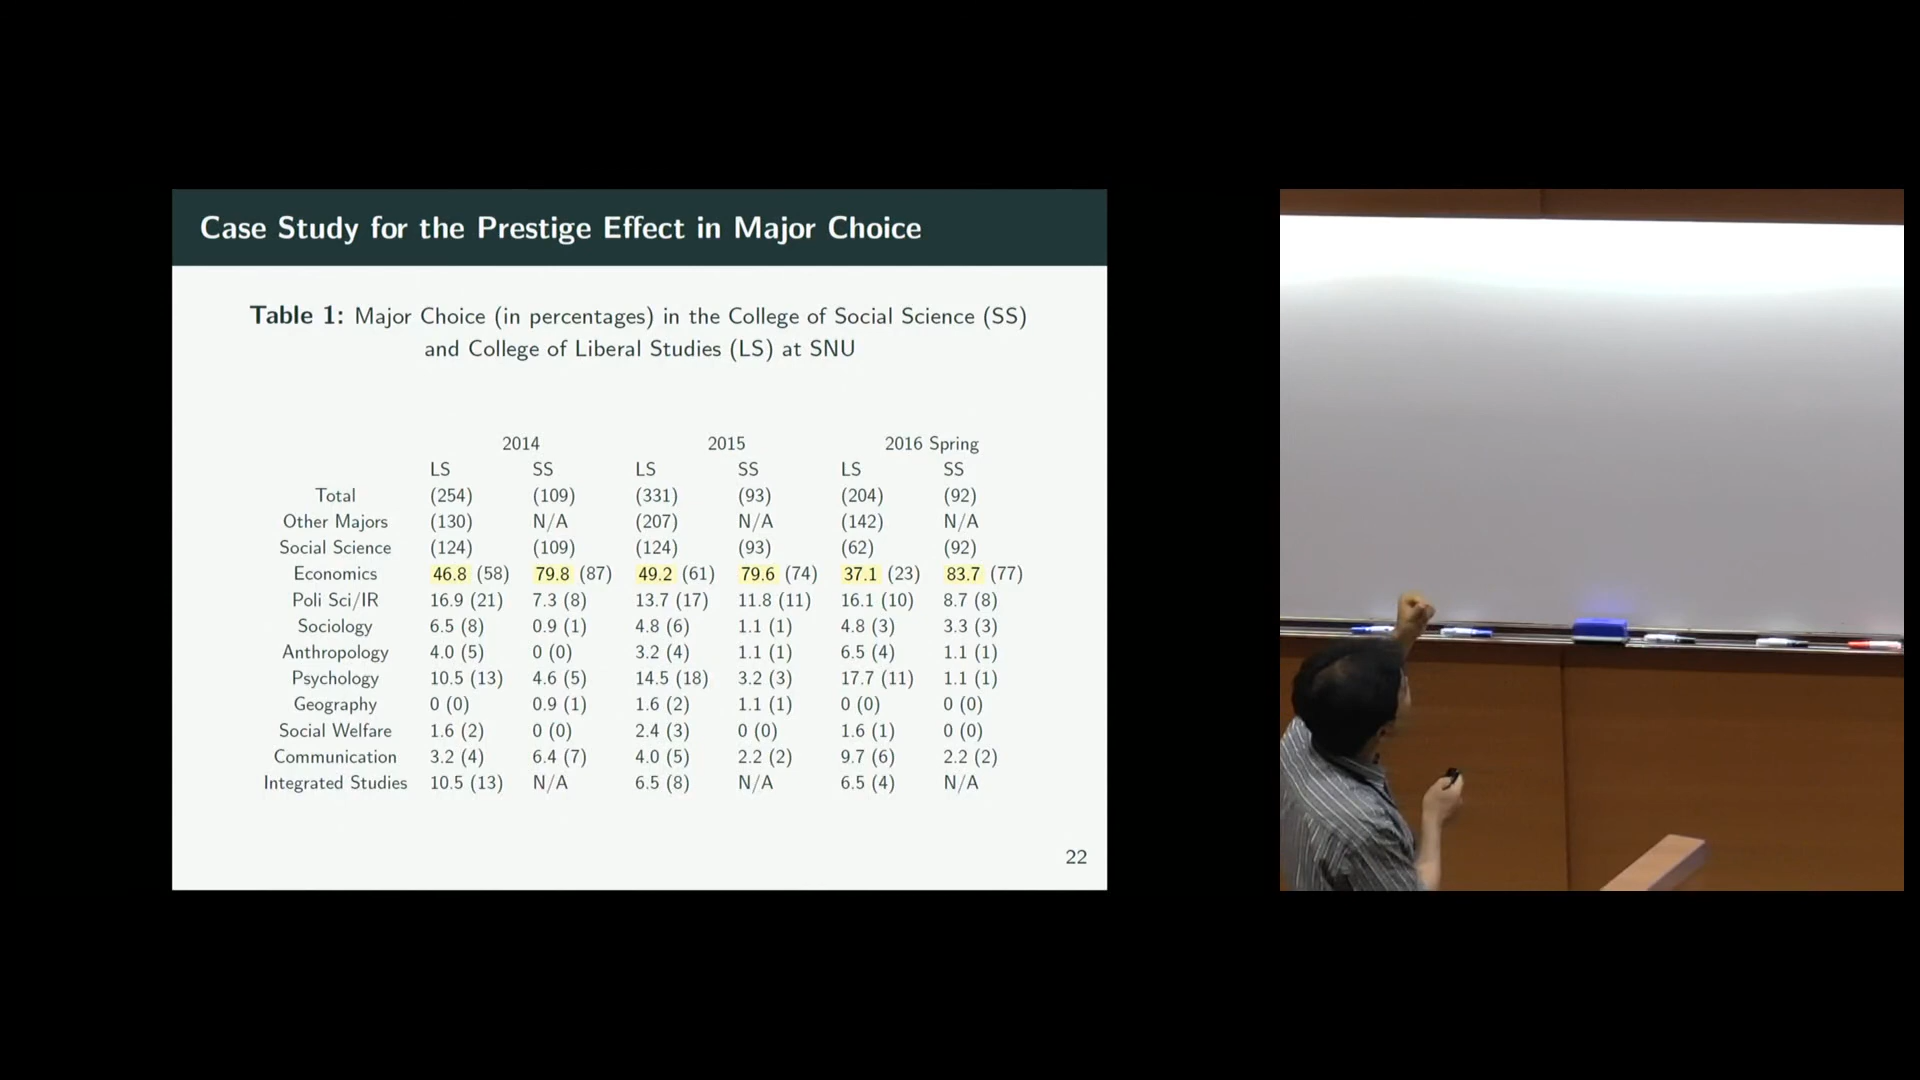 Case Study for the Prestige Effect in Major Choice
Table 1: Major Choice (in percentages) in the College of Social Science (SS)
and College of Liberal Studies (LS) at SNU
2014 2015 2016 Spring
LS SS LS SS LS SS
Total (254) (109) (331) (93) (204) (92)
Other Majors (130) N/A (207) N/A (142) N/A
Social Science (124) (109) (124) (93) (62) (92)
Economics 46.8 (58) 79.8 (87) 49.2 (61) 79.6 (74) 37.1 (23) 83.7 (77)
Poli Sci/IR 16.9 (21) 7.3 (8) 13.7 (17) 11.8 (11) 16.1 (10) 8.7 (8)
Sociology 6.5 (8) 0.9 (1) 4.8 (6) 1.1 (1) 4.8 (3) 3.3 (3)
Anthropology 4.0 (5) 0 (0) 3.2 (4) 1.1 (1) 6.5 (4) 1.1 (1)
Psychology 10.5 (13) 4.6 (5) 14.5 (18) 3.2 (3) 17.7 (11) 1.1 (1)
Geography 0 (0) 0.9 (1) 1.6 (2) 1.1 (1) 0 (0) 0 (0)
Social Welfare 1.6 (2) 0 (0) 2.4 (3) 0 (0) 1.6 (1) 0 (0)
Communication 3.2 (4) 6.4 (7) 4.0 (5) 2.2 (2) 9.7 (6) 2.2 (2)
Integrated Studies 10.5 (13) N/A 6.5 (8) N/A 6.5 (4) N/A
22